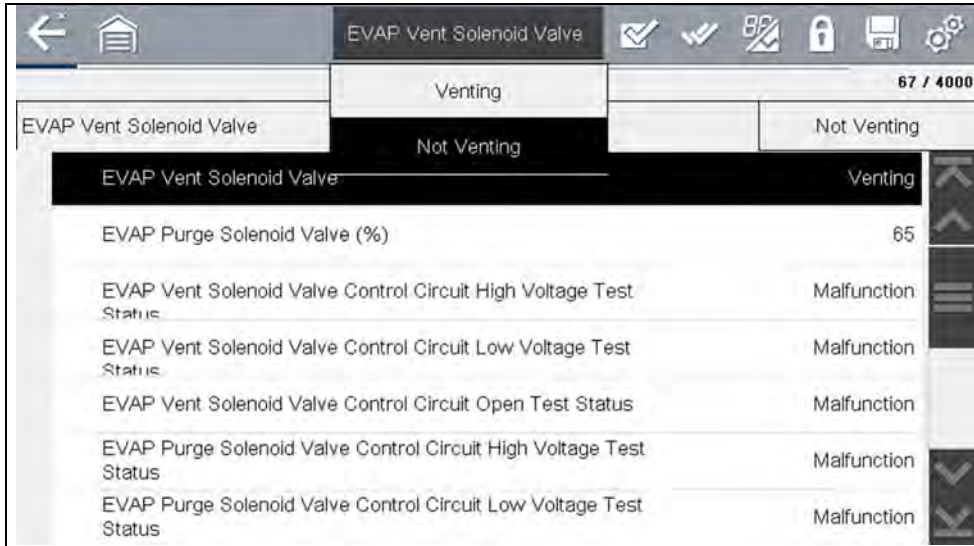 EVAP Vent Solenoid Valve
67 / 4000
Venting
EVAP Vent Solenoid Valve
Not Venting
Not Venting
EVAP Vent Solenoid Valve
Venting
EVAP Purge Solenoid Valve (%)
65
EVAP Vent Solenoid Valve Control Circuit High Voltage Test
Status
Malfunction
EVAP Vent Solenoid Valve Control Circuit Low Voltage Test
Status
Malfunction
EVAP Vent Solenoid Valve Control Circuit Open Test Status
Malfunction
EVAP Purge Solenoid Valve Control Circuit High Voltage Test
Status
Malfunction
EVAP Purge Solenoid Valve Control Circuit Low Voltage Test
Status
Malfunction